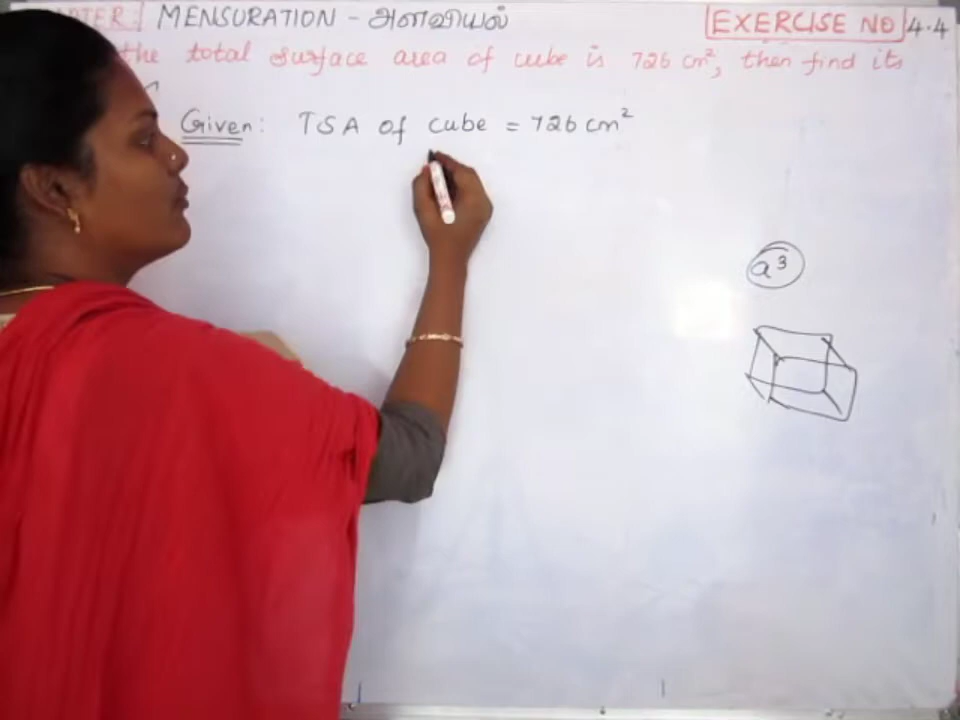 MENSURATION - அளவியல் EXERCISE NO 4.4
the total surface area of cube is 726 cm², then find its
Given: TSA of cube = 726 cm²
a³